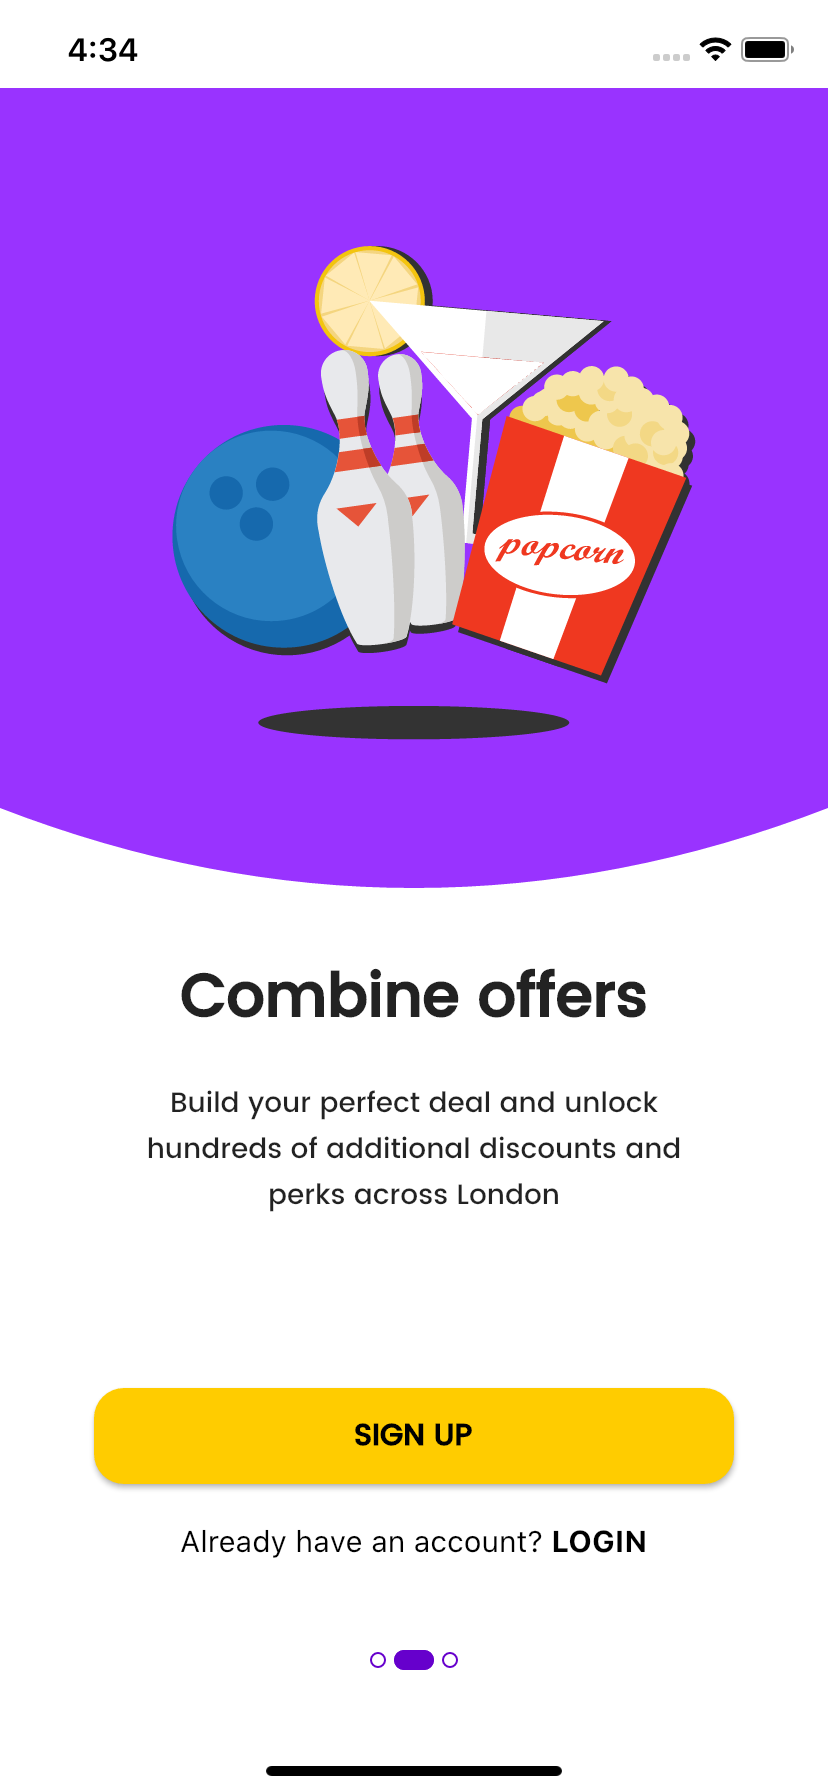 4:34
popcorn
Combine offers
Build your perfect deal and unlock
hundreds of additional discounts and
perks across London
SIGN UP
Already have an account? LOGIN